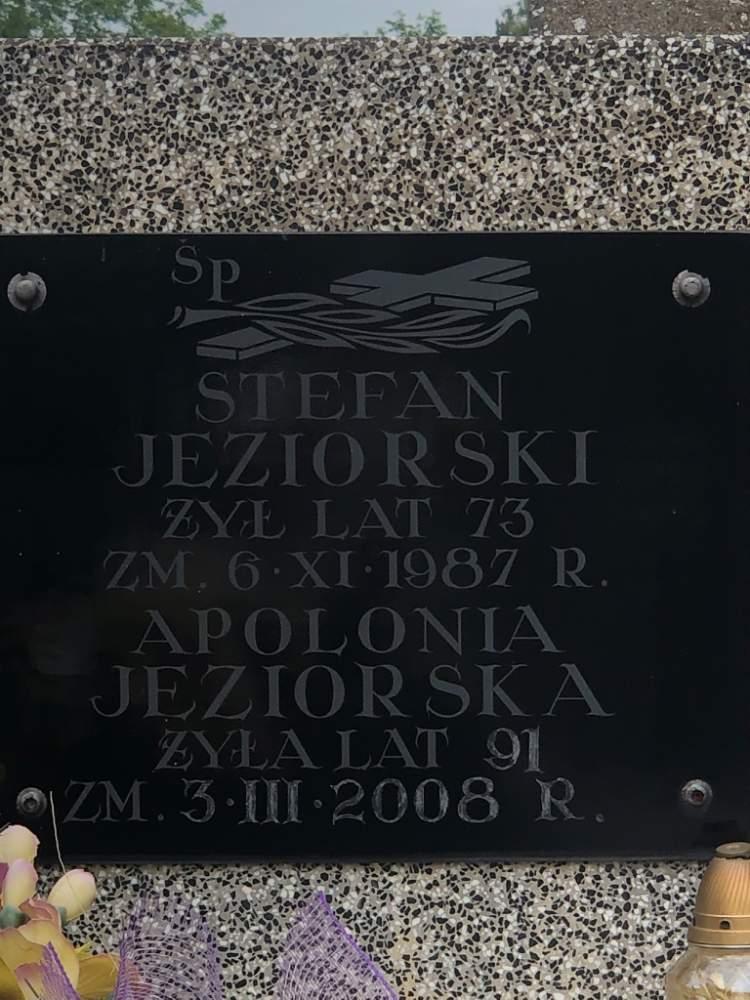 ŚP
STEFAN
JEZIORSKI
ŻYŁ LAT 73
ZM. 6·XI·1987 R.
APOLONIA
JEZIORSKA
ŻYŁA LAT 91
ZM. 3·III·2008 R.